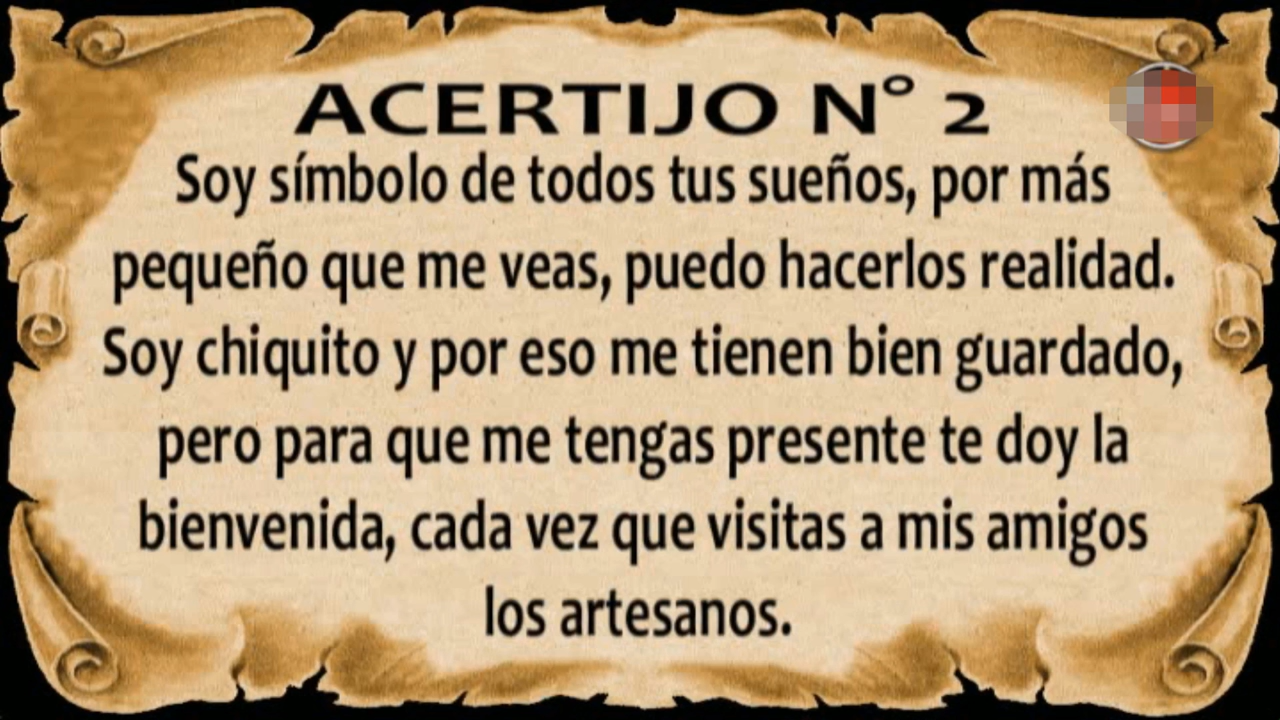 ACERTIJO N° 2
Soy símbolo de todos tus sueños, por más
pequeño que me veas, puedo hacerlos realidad.
Soy chiquito y por eso me tienen bien guardado,
pero para que me tengas presente te doy la
bienvenida, cada vez que visitas a mis amigos
los artesanos.